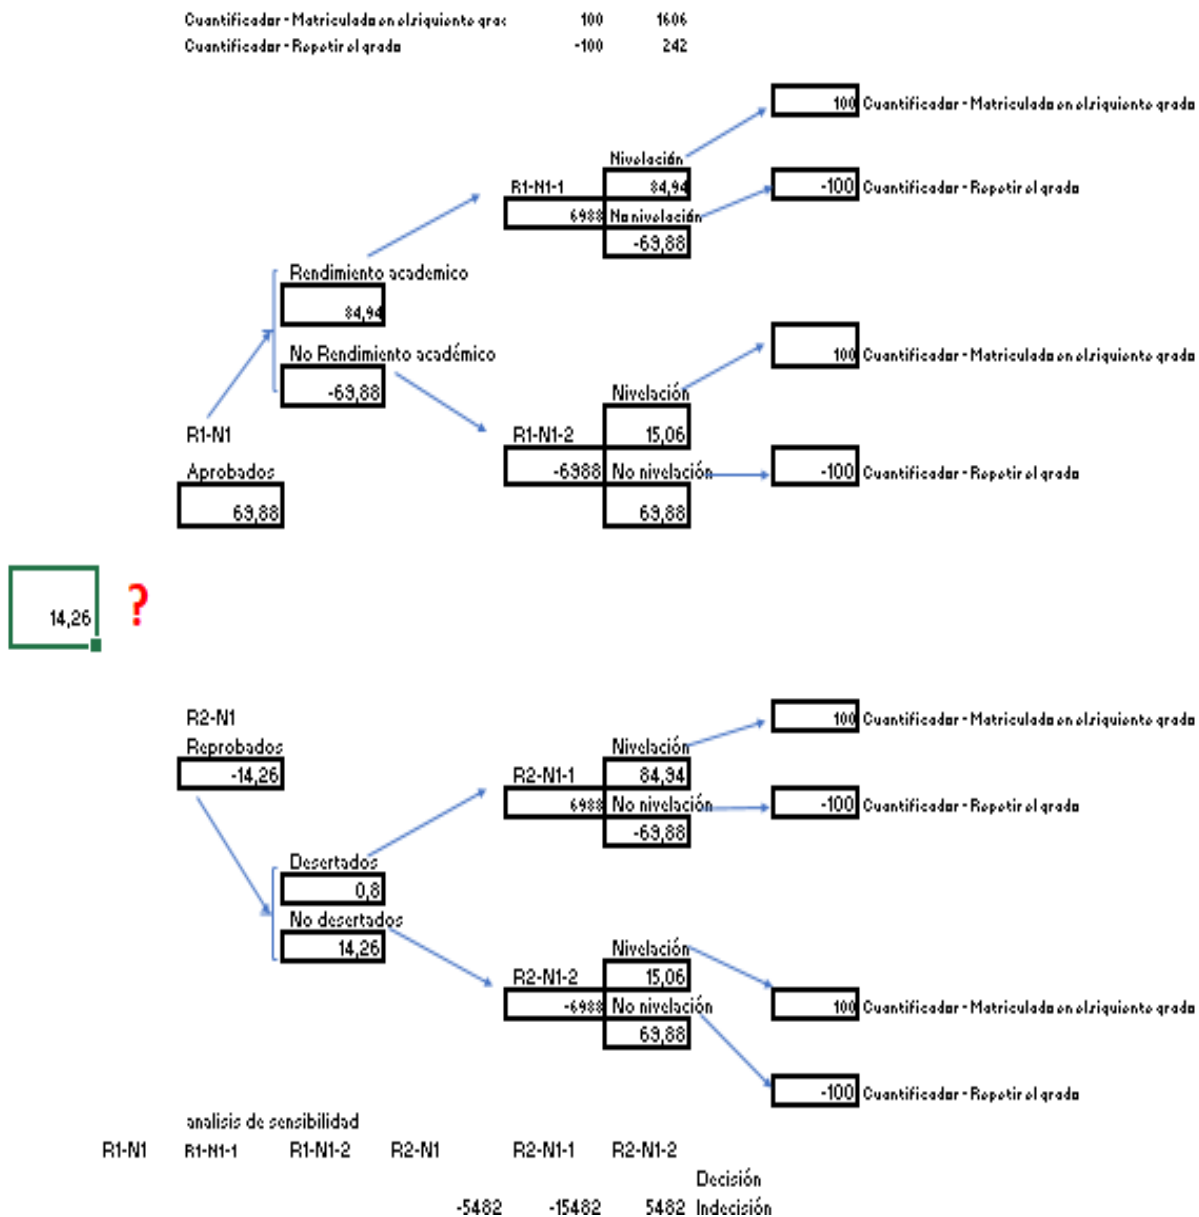 Cuantificador - Matriculado en el siguiente grac 100 1606
Cuantificador - Repetir el grado -100 242
100 Cuantificador - Matriculado en el siguiente grado
Nivelación
R1-N1-1 84,94 -100 Cuantificador - Repetir el grado
6988 No nivelación
-69,88
Rendimiento academico
84,94
No Rendimiento académico 100 Cuantificador - Matriculado en el siguiente grado
-69,88 Nivelación
R1-N1 R1-N1-2 15,06
Aprobados -6988 No nivelación -100 Cuantificador - Repetir el grado
69,88 69,88
14,26 ?
R2-N1 100 Cuantificador - Matriculado en el siguiente grado
Reprobados Nivelación
-14,26 R2-N1-1 84,94
6988 No nivelación -100 Cuantificador - Repetir el grado
-69,88
Desertados
0,8
No desertados
14,26 Nivelación
R2-N1-2 15,06
-6988 No nivelación 100 Cuantificador - Matriculado en el siguiente grado
69,88
-100 Cuantificador - Repetir el grado
analisis de sensibilidad
R1-N1 R1-N1-1 R1-N1-2 R2-N1 R2-N1-1 R2-N1-2
Decisión
-5482 -15482 5482 Indecisión